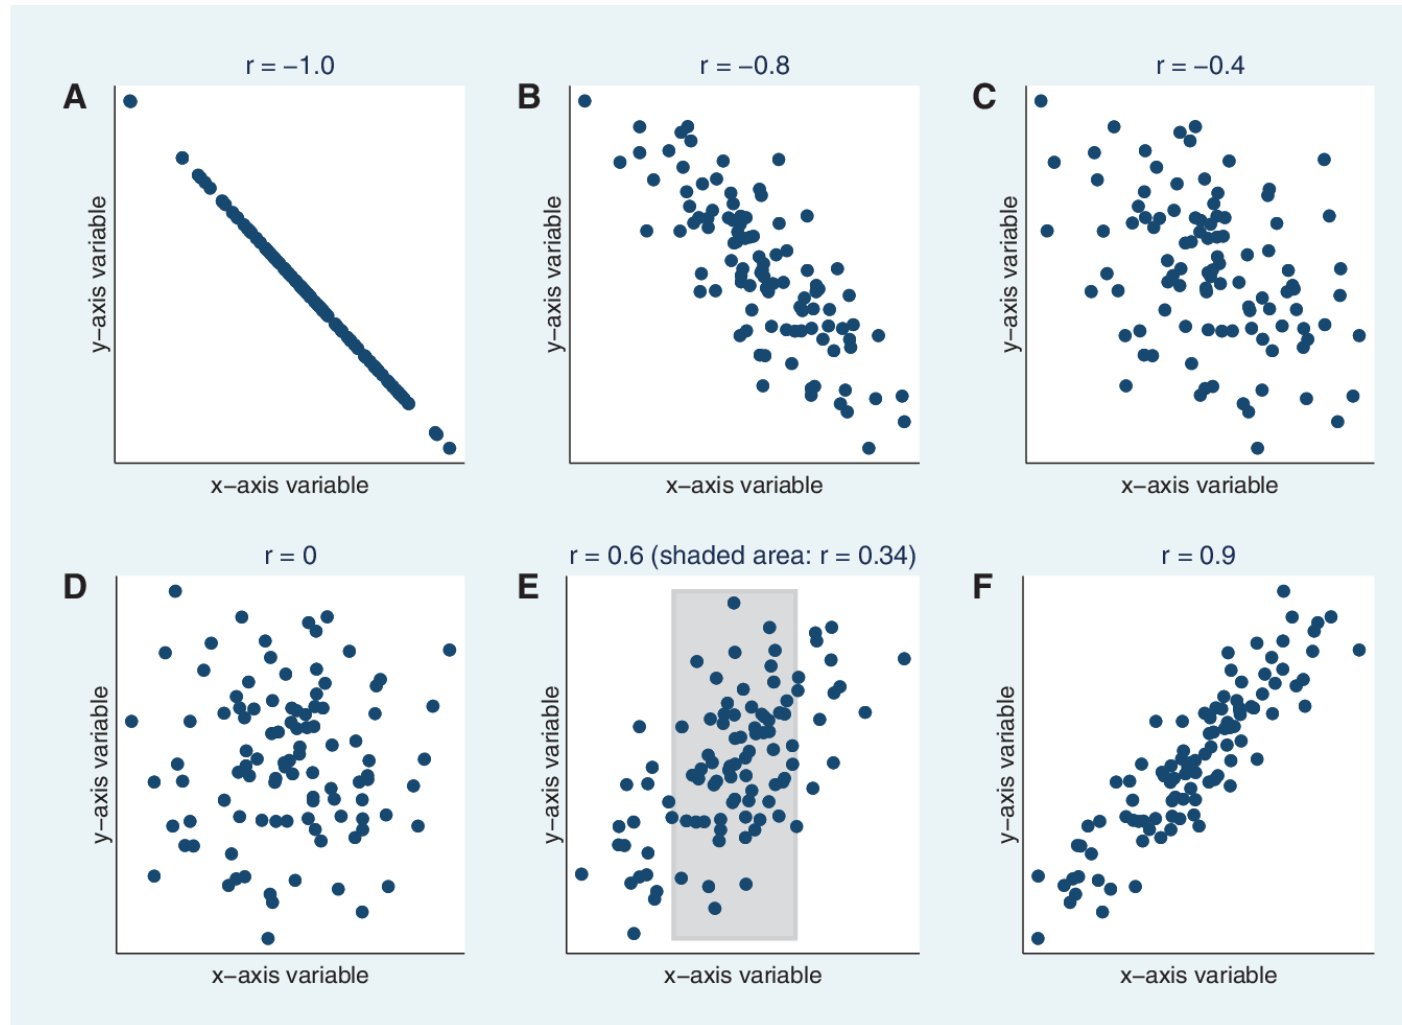 r = −1.0
A
y−axis variable
x−axis variable
r = −0.8
B
y−axis variable
x−axis variable
r = −0.4
C
y−axis variable
x−axis variable
r = 0
D
y−axis variable
x−axis variable
r = 0.6 (shaded area: r = 0.34)
E
y−axis variable
x−axis variable
r = 0.9
F
y−axis variable
x−axis variable